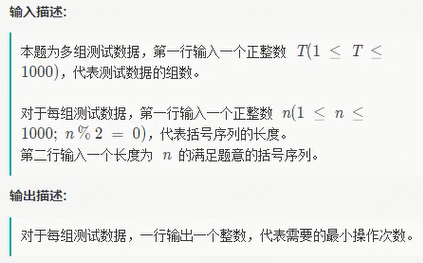 输入描述:
本题为多组测试数据，第一行输入一个正整数 T(1 ≤ T ≤
1000)，代表测试数据的组数。
对于每组测试数据，第一行输入一个正整数 n(1 ≤ n ≤
1000; n % 2 = 0)，代表括号序列的长度。
第二行输入一个长度为 n 的满足题意的括号序列。
输出描述:
对于每组测试数据，一行输出一个整数，代表需要的最小操作次数。